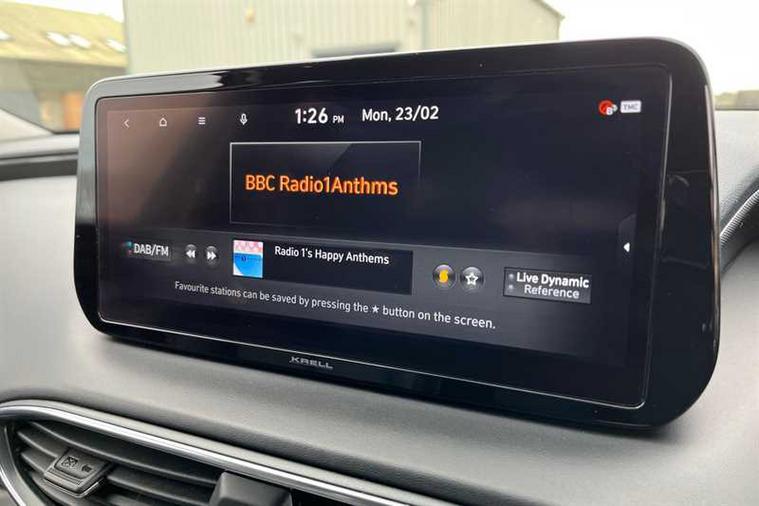 1:26 PM Mon, 23/02
TMC
BBC Radio1Anthms
DAB/FM
Radio 1's Happy Anthems
Live Dynamic
Reference
Favourite stations can be saved by pressing the ★ button on the screen.
KRELL